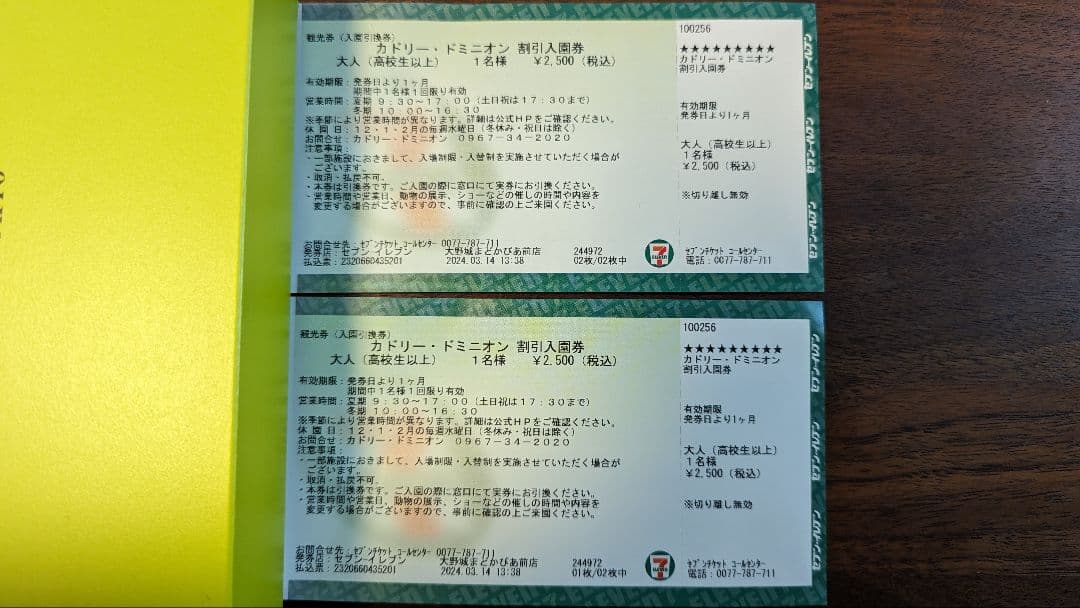 観光券（入園引換券）
カドリー・ドミニオン 割引入園券
大人（高校生以上）　１名様　￥２,５００（税込）
有効期限：発券日より１ヶ月
期間中１名様１回限り有効
営業時間：夏期 ９：３０～１７：００（土日祝は１７：３０まで）
冬期 １０：００～１６：３０
※季節により営業時間が異なります。詳細は公式ＨＰをご確認ください。
休 園 日：１２・１・２月の毎週水曜日（冬休み・祝日は除く）
お問合せ：カドリー・ドミニオン　０９６７－３４－２０２０
注意事項：
・一部施設におきまして、入場制限・入替制を実施させていただく場合が
ございます。
・取消・払戻不可。
・本券は引換券です。ご入園の際に窓口にて実券にお引換ください。
・営業時間や営業日、動物の展示、ショーなどの催しの時間や内容を
変更する場合がございますので、事前に確認の上ご来園ください。
お問合せ先：ｾﾌﾞﾝﾁｹｯﾄ ｺｰﾙｾﾝﾀｰ 0077-787-711
発券店：セブン-イレブン　大野城まどかぴあ前店　244972
払込票：2320660435201　2024.03.14 13:38　02枚/02枚中
100256
★★★★★★★★★
カドリー・ドミニオン
割引入園券
有効期限
発券日より１ヶ月
大人（高校生以上）
１名様
￥２,５００（税込）
※切り離し無効
7
ELEVEN
ｾﾌﾞﾝﾁｹｯﾄ ｺｰﾙｾﾝﾀｰ
電話：0077-787-711
観光券（入園引換券）
カドリー・ドミニオン 割引入園券
大人（高校生以上）　１名様　￥２,５００（税込）
有効期限：発券日より１ヶ月
期間中１名様１回限り有効
営業時間：夏期 ９：３０～１７：００（土日祝は１７：３０まで）
冬期 １０：００～１６：３０
※季節により営業時間が異なります。詳細は公式ＨＰをご確認ください。
休 園 日：１２・１・２月の毎週水曜日（冬休み・祝日は除く）
お問合せ：カドリー・ドミニオン　０９６７－３４－２０２０
注意事項：
・一部施設におきまして、入場制限・入替制を実施させていただく場合が
ございます。
・取消・払戻不可。
・本券は引換券です。ご入園の際に窓口にて実券にお引換ください。
・営業時間や営業日、動物の展示、ショーなどの催しの時間や内容を
変更する場合がございますので、事前に確認の上ご来園ください。
お問合せ先：ｾﾌﾞﾝﾁｹｯﾄ ｺｰﾙｾﾝﾀｰ 0077-787-711
発券店：セブン-イレブン　大野城まどかぴあ前店　244972
払込票：2320660435201　2024.03.14 13:38　01枚/02枚中
100256
★★★★★★★★★
カドリー・ドミニオン
割引入園券
有効期限
発券日より１ヶ月
大人（高校生以上）
１名様
￥２,５００（税込）
※切り離し無効
7
ELEVEN
ｾﾌﾞﾝﾁｹｯﾄ ｺｰﾙｾﾝﾀｰ
電話：0077-787-711